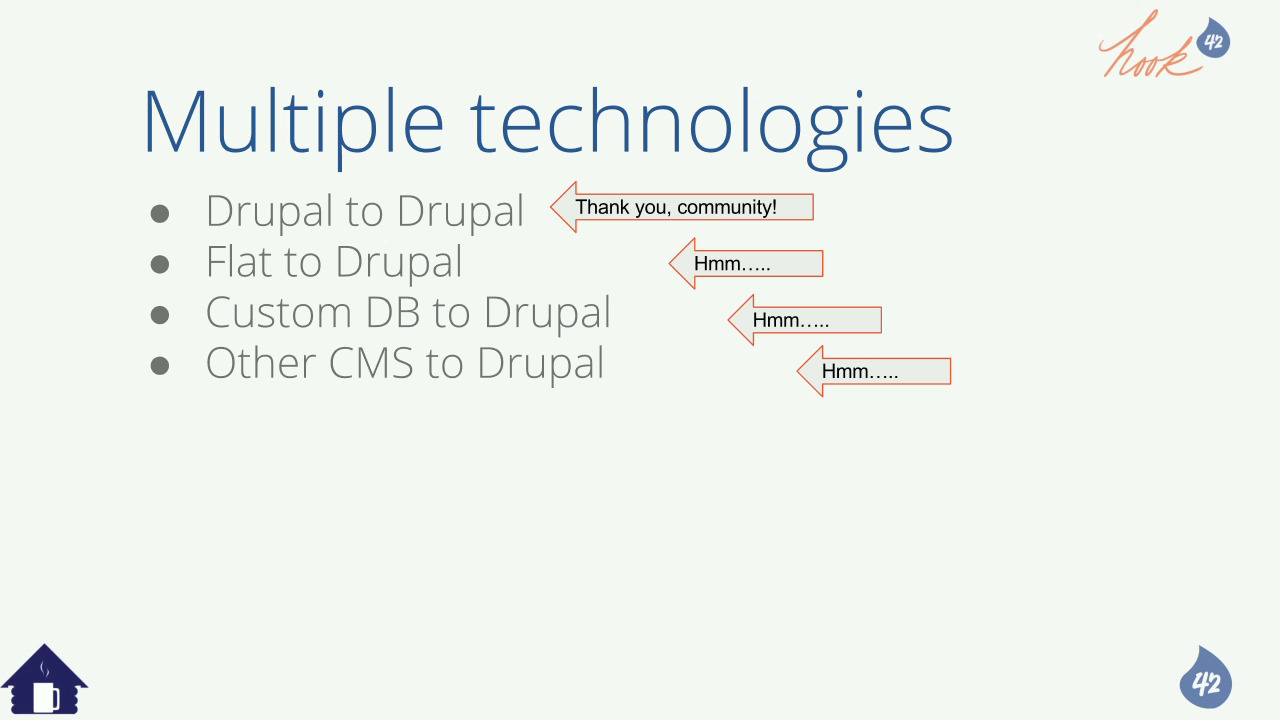 hook 42
Multiple technologies
● Drupal to Drupal
Thank you, community!
● Flat to Drupal
Hmm…..
● Custom DB to Drupal
Hmm…..
● Other CMS to Drupal
Hmm…..
42